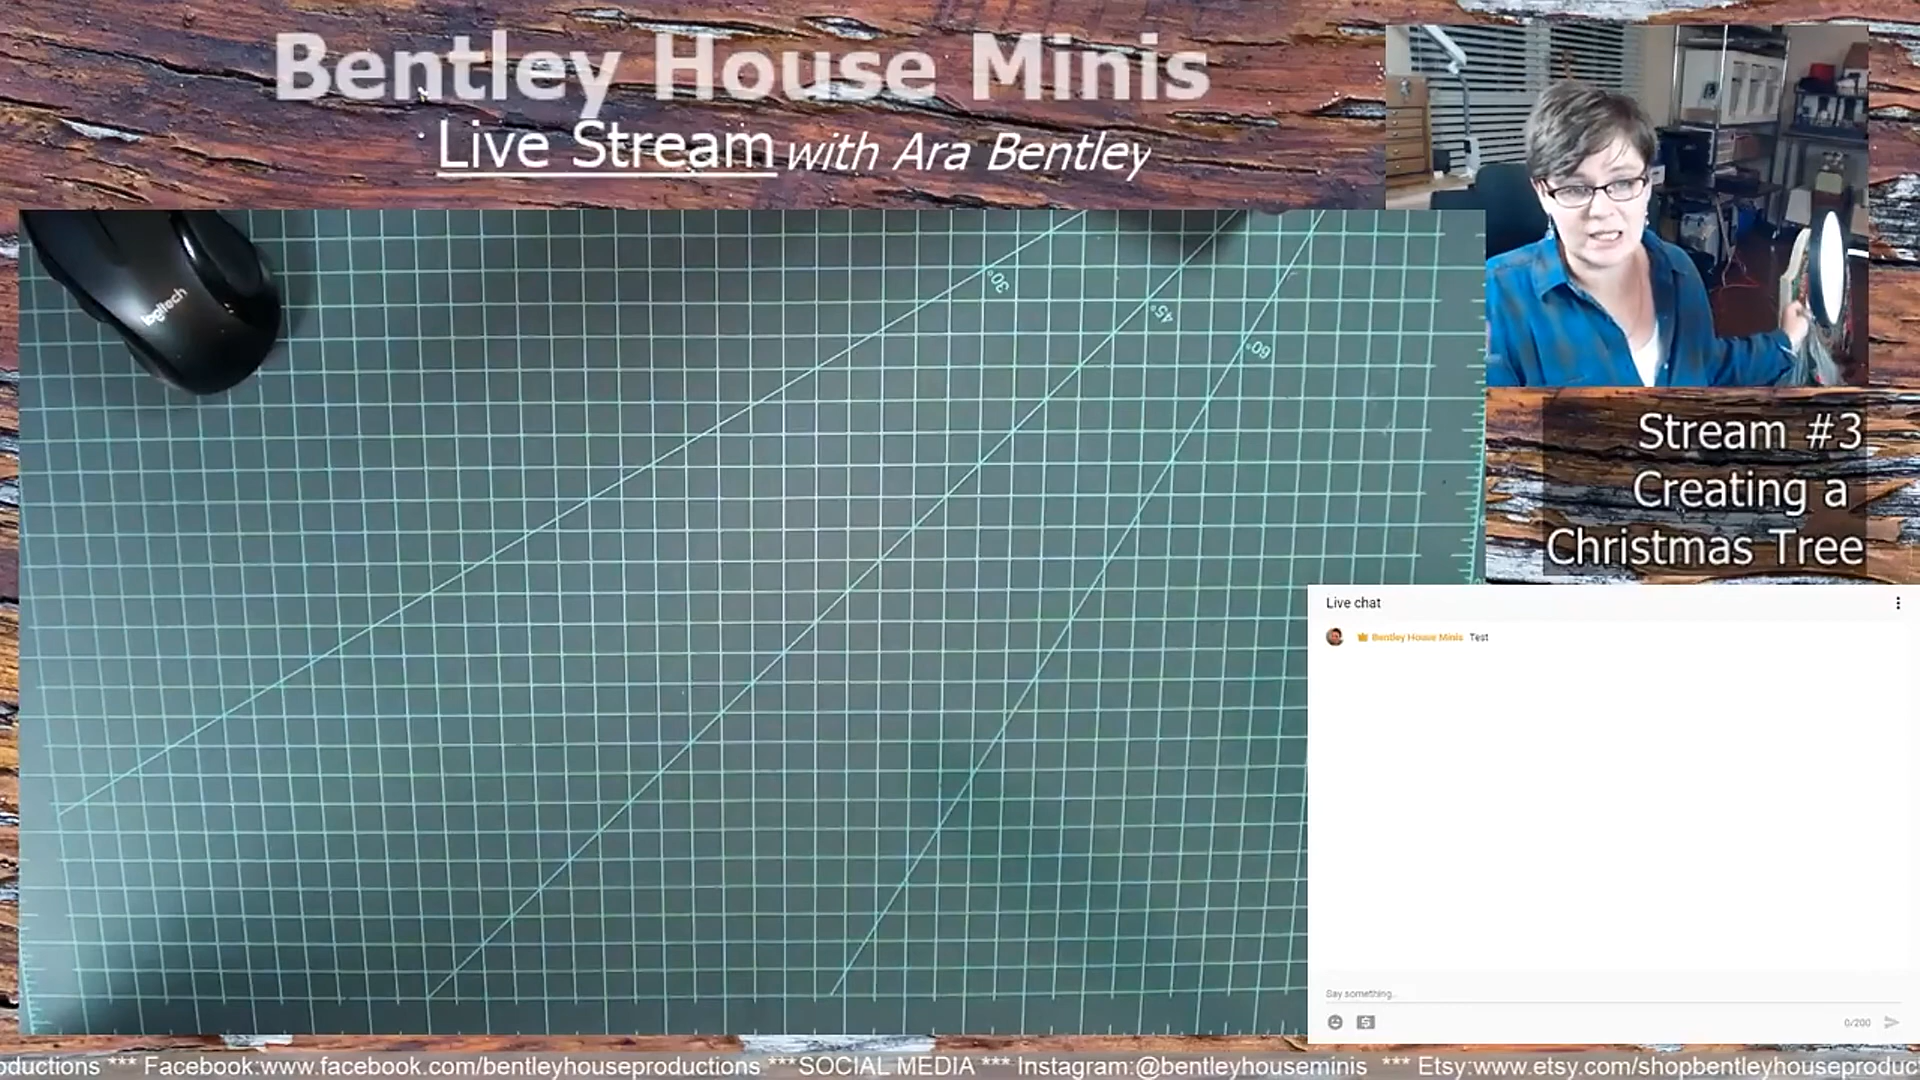 Bentley House Minis
Live Stream with Ara Bentley
logitech
30°
45°
60°
Stream #3
Creating a
Christmas Tree
Live chat
Bentley House Minis Test
Say something...
0/200
oductions *** Facebook:www.facebook.com/bentleyhouseproductions ***SOCIAL MEDIA *** Instagram:@bentleyhouseminis *** Etsy:www.etsy.com/shopbentleyhouseproduc